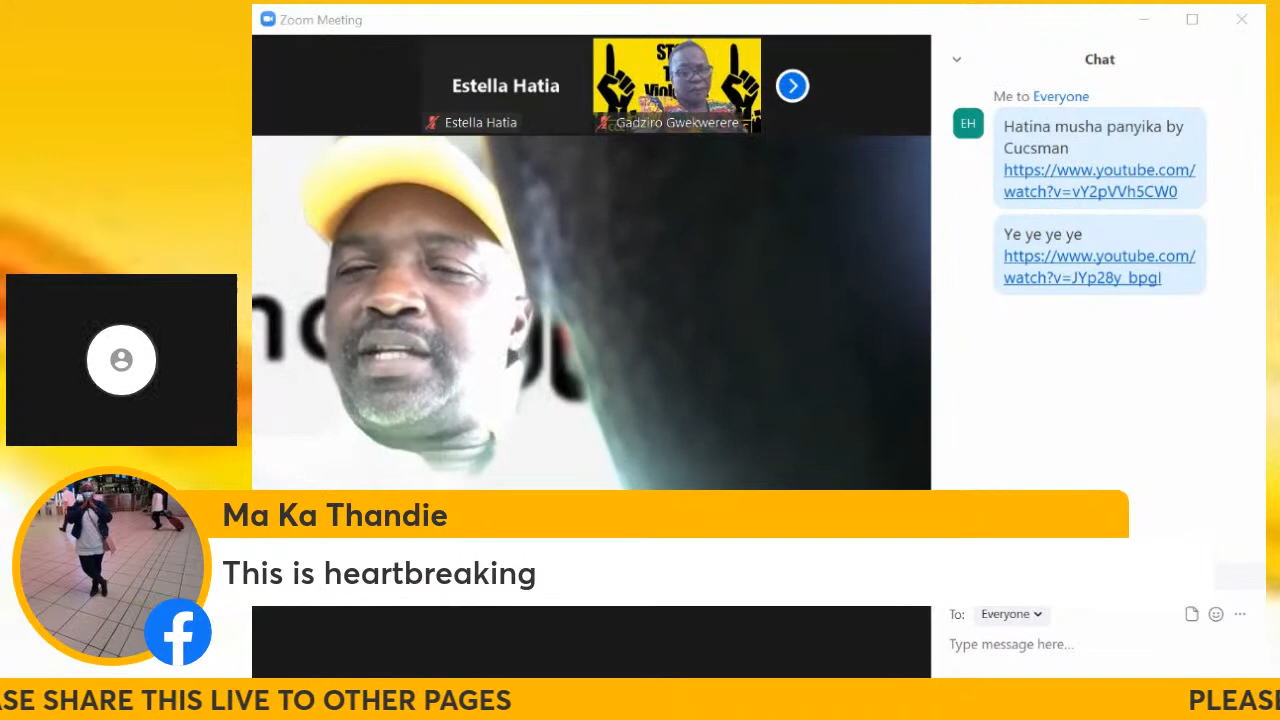 Zoom Meeting
Estella Hatia
Estella Hatia
Gadziro Gwekwerere
Chat
Me to Everyone
EH
Hatina musha panyika by
Cucsman
https://www.youtube.com/
watch?v=vY2pVVh5CW0
Ye ye ye ye
https://www.youtube.com/
watch?v=JYp28y_bpgI
Ma Ka Thandie
This is heartbreaking
To: Everyone
Type message here...
ASE SHARE THIS LIVE TO OTHER PAGES
PLEASE